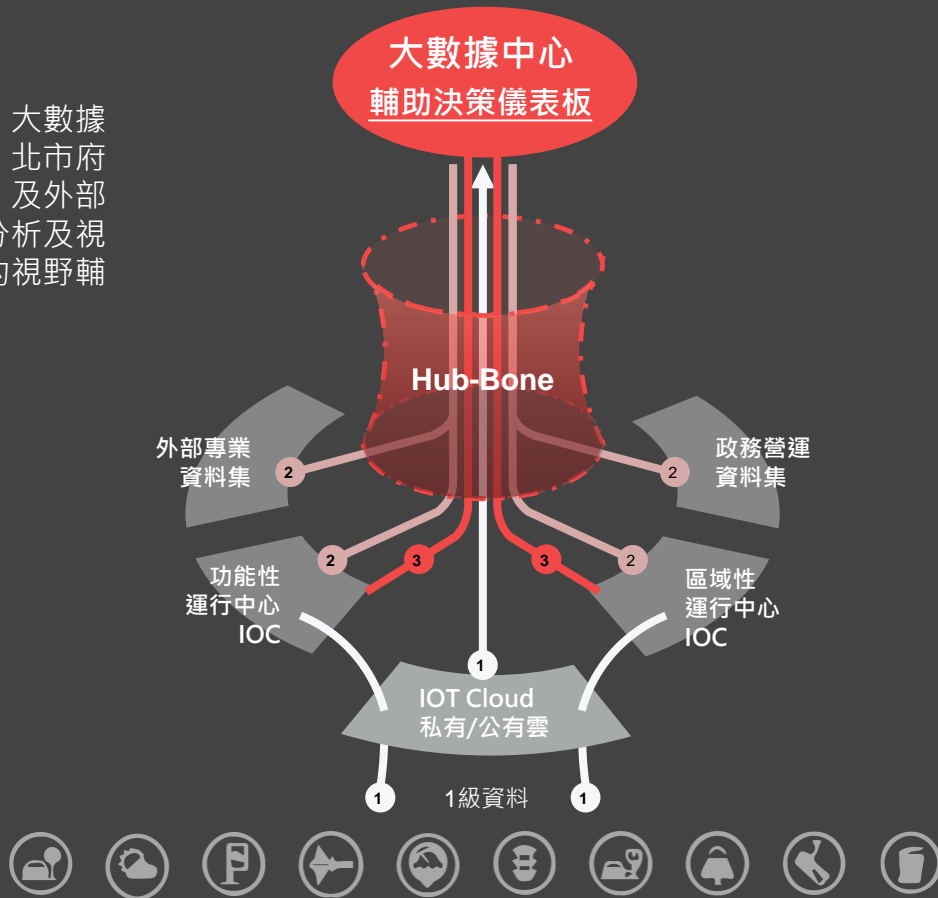 大數據中心
輔助決策儀表板
大數據
北市府
及外部
分析及視
的視野輔
Hub-Bone
外部專業
資料集
2
政務營運
資料集
2
功能性
運行中心
IOC
2
3
3
2
區域性
運行中心
IOC
1
IOT Cloud
私有/公有雲
1
1級資料
1